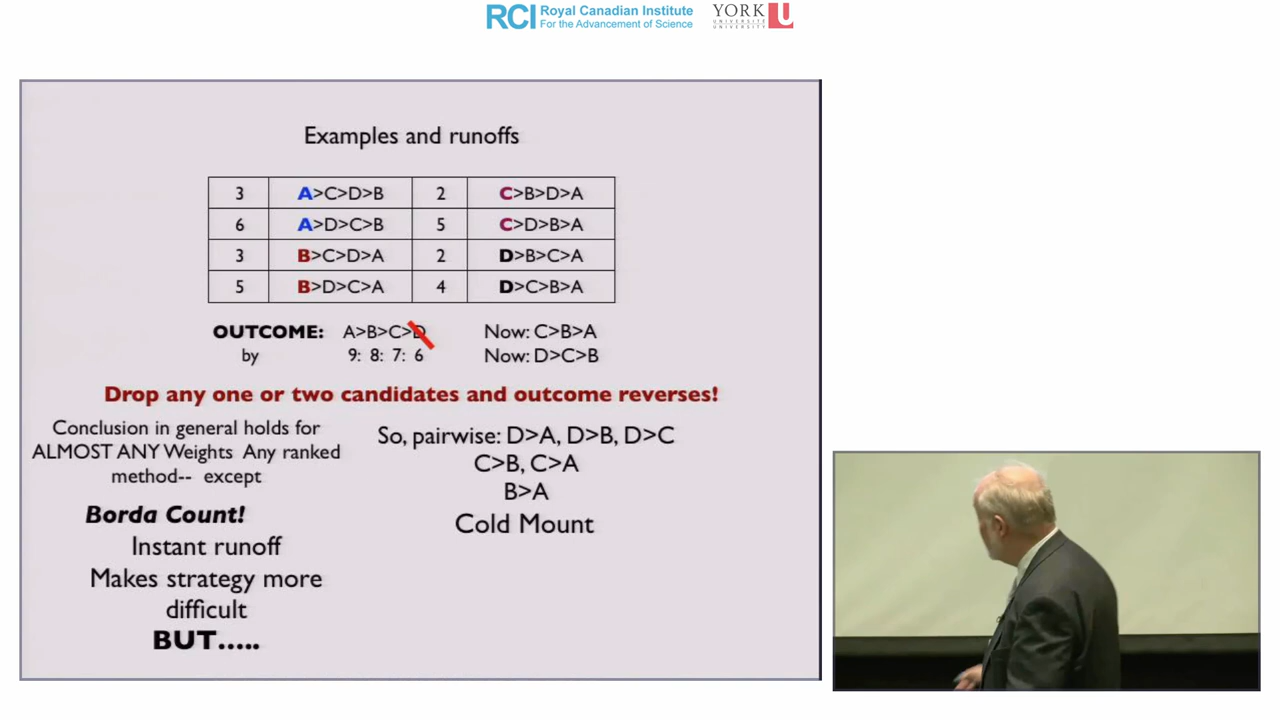 RCI Royal Canadian Institute
For the Advancement of Science
YORK U
UNIVERSITÉ
UNIVERSITY
Examples and runoffs
3 A>C>D>B 2 C>B>D>A
6 A>D>C>B 5 C>D>B>A
3 B>C>D>A 2 D>B>C>A
5 B>D>C>A 4 D>C>B>A
OUTCOME: A>B>C>D Now: C>B>A
by 9: 8: 7: 6 Now: D>C>B
Drop any one or two candidates and outcome reverses!
Conclusion in general holds for
ALMOST ANY Weights Any ranked
method-- except
Borda Count!
Instant runoff
Makes strategy more
difficult
BUT.....
So, pairwise: D>A, D>B, D>C
C>B, C>A
B>A
Cold Mount